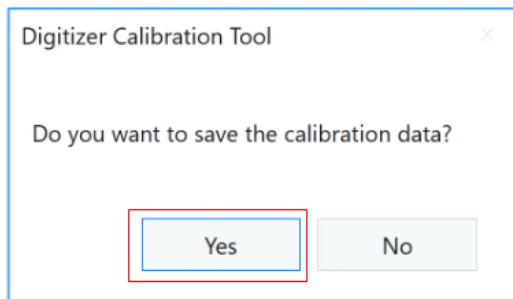 Digitizer Calibration Tool
Do you want to save the calibration data?
Yes No